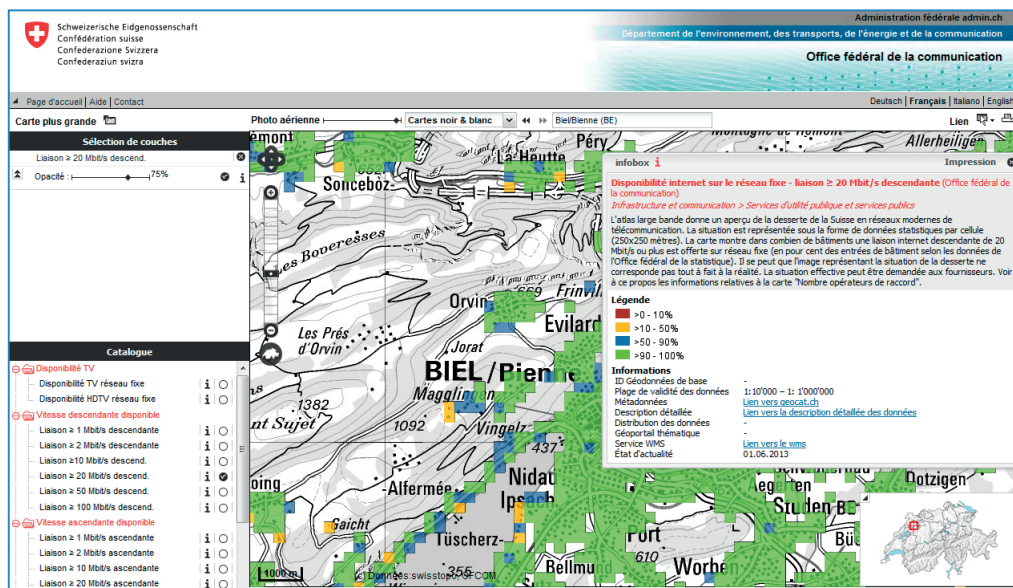 Schweizerische Eidgenossenschaft
Confédération suisse
Confederazione Svizzera
Confederaziun svizra
Administration fédérale admin.ch
Département de l'environnement, des transports, de l'énergie et de la communication
Office fédéral de la communication
Page d'accueil | Aide | Contact
Deutsch | Français | Italiano | English
Carte plus grande
Photo aérienne
Cartes noir & blanc
Biel/Bienne (BE)
Lien
Sélection de couches
Liaison ≥ 20 Mbit/s descend.
Opacité :
75%
Catalogue
Disponibilité TV
Disponibilité TV réseau fixe
Disponibilité HDTV réseau fixe
Vitesse descendante disponible
Liaison ≥ 1 Mbit/s descendante
Liaison ≥ 2 Mbit/s descendante
Liaison ≥10 Mbit/s descend.
Liaison ≥ 20 Mbit/s descend.
Liaison ≥ 50 Mbit/s descend.
Liaison ≥ 100 Mbit/s descend.
Vitesse ascendante disponible
Liaison ≥ 1 Mbit/s ascendante
Liaison ≥ 2 Mbit/s ascendante
Liaison ≥ 10 Mbit/s ascendante
Liaison ≥ 20 Mbit/s ascendante
émont
Sonceboz-
La Heutte
Péry
Allerheiligen
Les Boveresses
Orvin
669
Frinvil
Evilard
Les Prés
d'Orvin
Jorat
BIEL/Bienne
Magglingen
1382
1092
Vingelz
437
Nidau
Ipsach
Alfermée
Gaicht
Tüscherz-
355
Port
610
Bellmund
Worben
Aegerten
Studen BE
Dotzigen
1000 m
(c) Données:swisstopo, OFCOM
infobox i
Impression
Disponibilité internet sur le réseau fixe - liaison ≥ 20 Mbit/s descendante (Office fédéral de
la communication)
Infrastructure et communication > Services d'utilité publique et services publics
L'atlas large bande donne un aperçu de la desserte de la Suisse en réseaux modernes de
télécommunication. La situation est représentée sous la forme de données statistiques par cellule
(250x250 mètres). La carte montre dans combien de bâtiments une liaison internet descendante de 20
Mbit/s ou plus est offerte sur réseau fixe (en pour cent des entrées de bâtiment selon les données de
l'Office fédéral de la statistique). Il se peut que l'image représentant la situation de la desserte ne
corresponde pas tout à fait à la réalité. La situation effective peut être demandée aux fournisseurs. Voir
à ce propos les informations relatives à la carte "Nombre opérateurs de raccord".
Légende
>0 - 10%
>10 - 50%
>50 - 90%
>90 - 100%
Informations
ID Géodonnées de base -
Plage de validité des données 1:10'000 – 1: 1'000'000
Métadonnées Lien vers geocat.ch
Description détaillée Lien vers la description détaillée des données
Distribution des données -
Géoportail thématique -
Service WMS Lien vers le wms
État d'actualité 01.06.2013